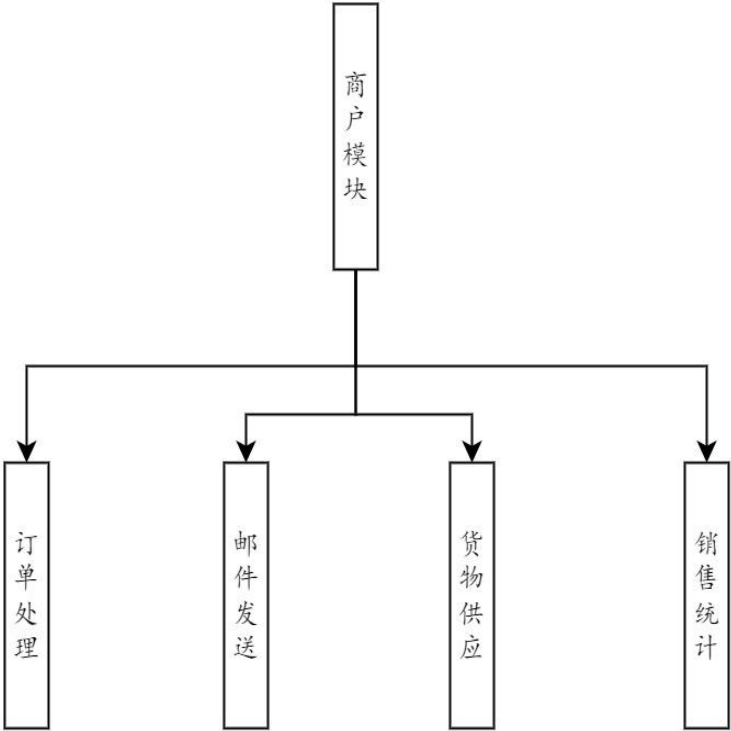 商户模块
订单处理
邮件发送
货物供应
销售统计